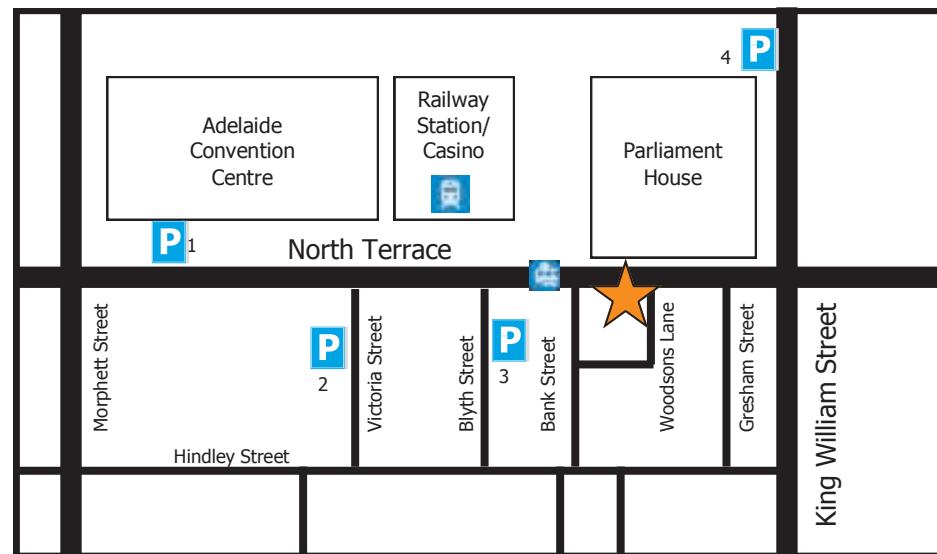 4
P
Adelaide
Convention
Centre
Railway
Station/
Casino
Parliament
House
P
1
North Terrace
Morphett Street
P
2
Victoria Street
Blyth Street
P
3
Bank Street
Woodsons Lane
Gresham Street
King William Street
Hindley Street